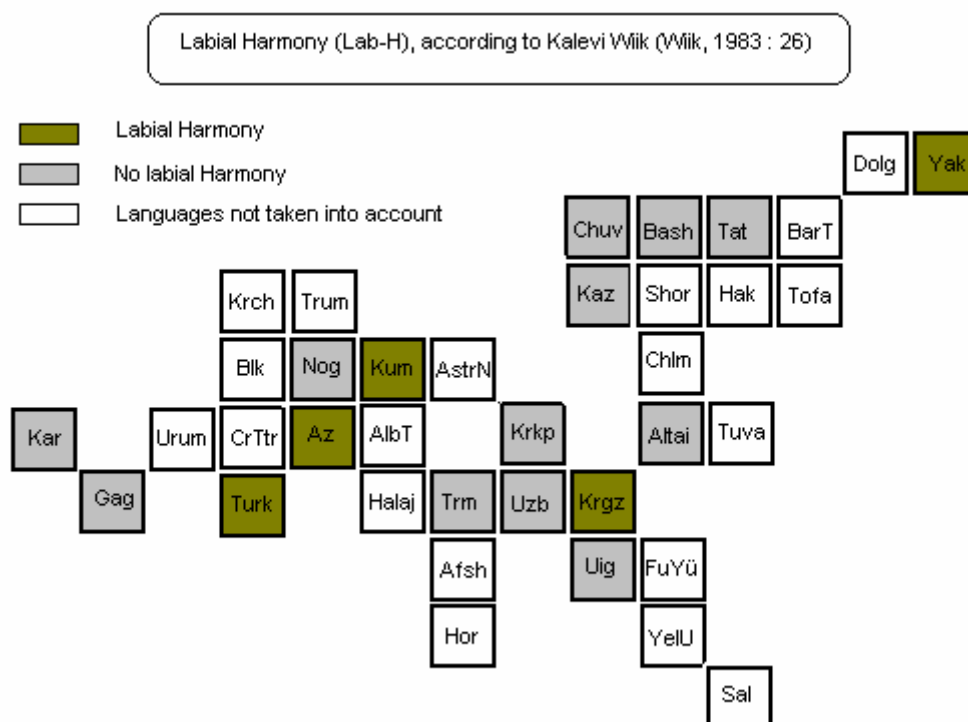 Labial Harmony (Lab-H), according to Kalevi Wiik (Wiik, 1983 : 26)
Labial Harmony
No labial Harmony
Languages not taken into account
Dolg Yak
Chuv Bash Tat BarT
Kaz Shor Hak Tofa
Krch Trum
Chlm
Blk Nog Kum AstrN
Kar Urum CrTtr Az AlbT Krkp Altai Tuva
Gag Turk Halaj Trm Uzb Krgz
Afsh Uig FuYü
Hor YelU
Sal